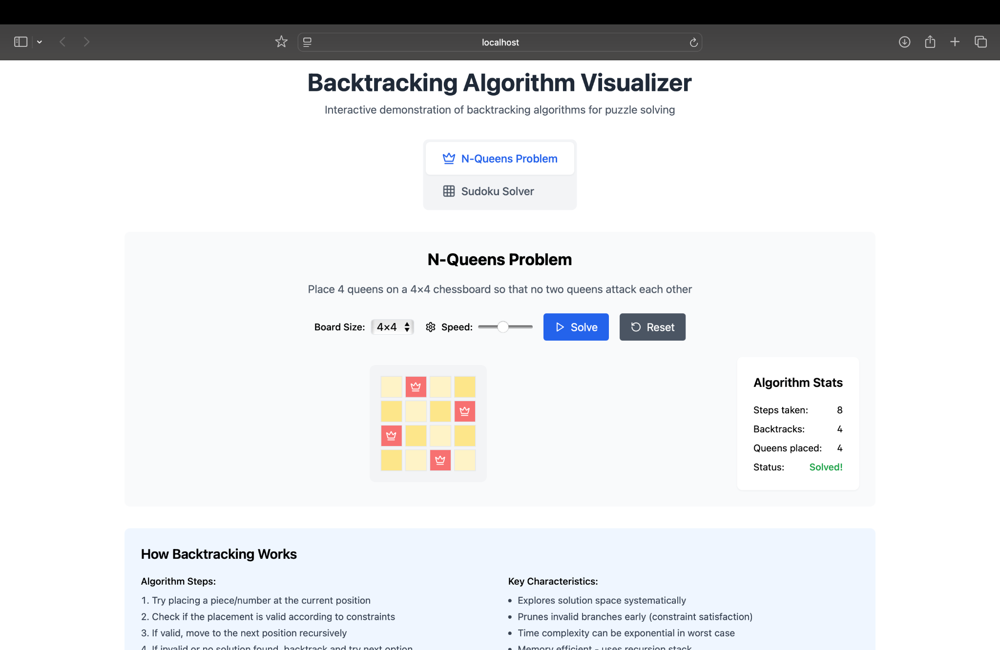 localhost
Backtracking Algorithm Visualizer
Interactive demonstration of backtracking algorithms for puzzle solving
N-Queens Problem
Sudoku Solver
N-Queens Problem
Place 4 queens on a 4×4 chessboard so that no two queens attack each other
Board Size: 4×4 Speed: Solve Reset
Algorithm Stats
Steps taken: 8
Backtracks: 4
Queens placed: 4
Status: Solved!
How Backtracking Works
Algorithm Steps:
1. Try placing a piece/number at the current position
2. Check if the placement is valid according to constraints
3. If valid, move to the next position recursively
4. If invalid or no solution found, backtrack and try next option
Key Characteristics:
• Explores solution space systematically
• Prunes invalid branches early (constraint satisfaction)
• Time complexity can be exponential in worst case
• Memory efficient - uses recursion stack